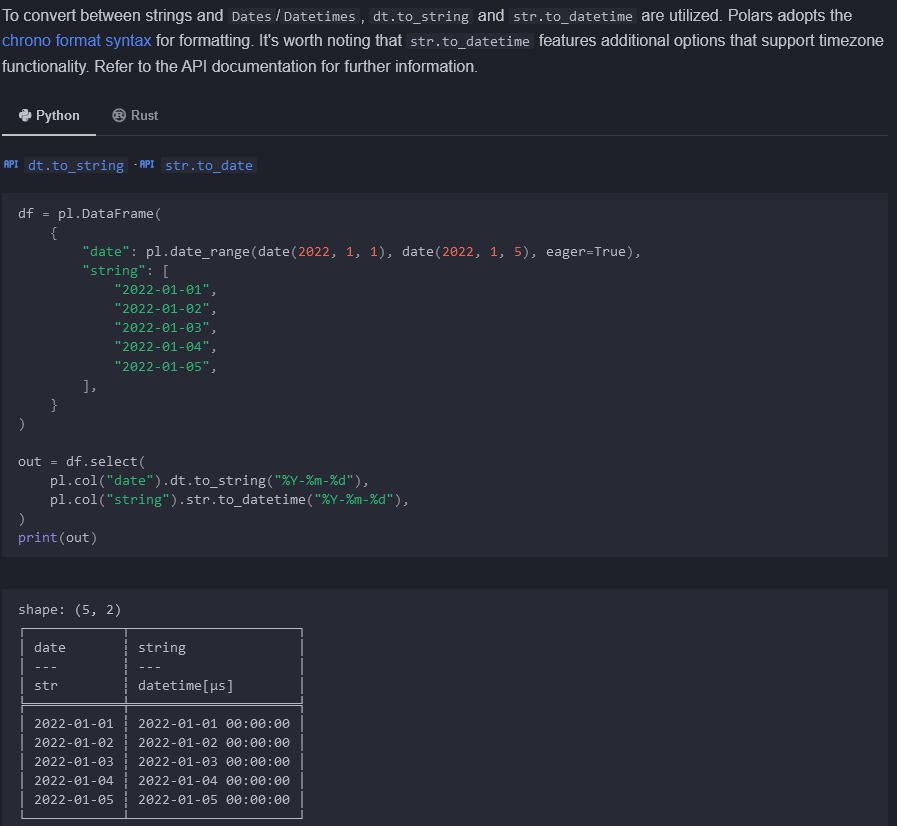 To convert between strings and Dates/Datetimes, dt.to_string and str.to_datetime are utilized. Polars adopts the
chrono format syntax for formatting. It's worth noting that str.to_datetime features additional options that support timezone
functionality. Refer to the API documentation for further information.
Python Rust
API dt.to_string · API str.to_date
df = pl.DataFrame(
    {
        "date": pl.date_range(date(2022, 1, 1), date(2022, 1, 5), eager=True),
        "string": [
            "2022-01-01",
            "2022-01-02",
            "2022-01-03",
            "2022-01-04",
            "2022-01-05",
        ],
    }
)
out = df.select(
    pl.col("date").dt.to_string("%Y-%m-%d"),
    pl.col("string").str.to_datetime("%Y-%m-%d"),
)
print(out)
shape: (5, 2)
date string
--- ---
str datetime[μs]
2022-01-01 2022-01-01 00:00:00
2022-01-02 2022-01-02 00:00:00
2022-01-03 2022-01-03 00:00:00
2022-01-04 2022-01-04 00:00:00
2022-01-05 2022-01-05 00:00:00